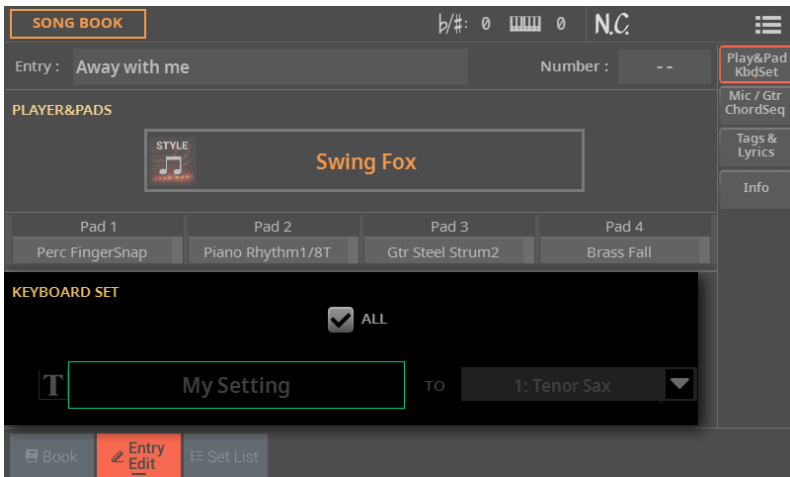 SONG BOOK
♭/♯: 0
0
N.C.
Entry :
Away with me
Number :
--
Play&Pad
KbdSet
Mic / Gtr
ChordSeq
Tags &
Lyrics
Info
PLAYER&PADS
STYLE
Swing Fox
Pad 1
Pad 2
Pad 3
Pad 4
Perc FingerSnap
Piano Rhythm1/8T
Gtr Steel Strum2
Brass Fall
KEYBOARD SET
ALL
T
My Setting
TO
1: Tenor Sax
Book
Entry
Edit
Set List